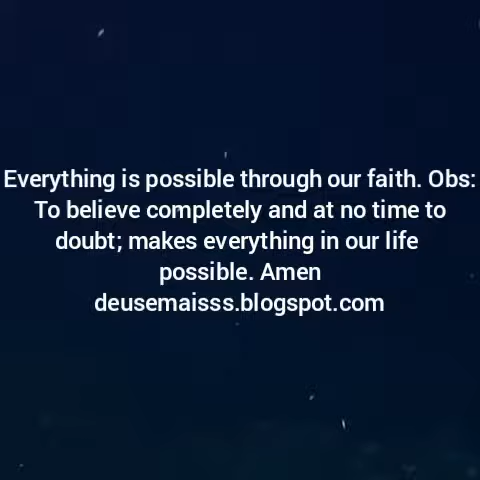 Everything is possible through our faith. Obs:
To believe completely and at no time to
doubt; makes everything in our life
possible. Amen
deusemaisss.blogspot.com